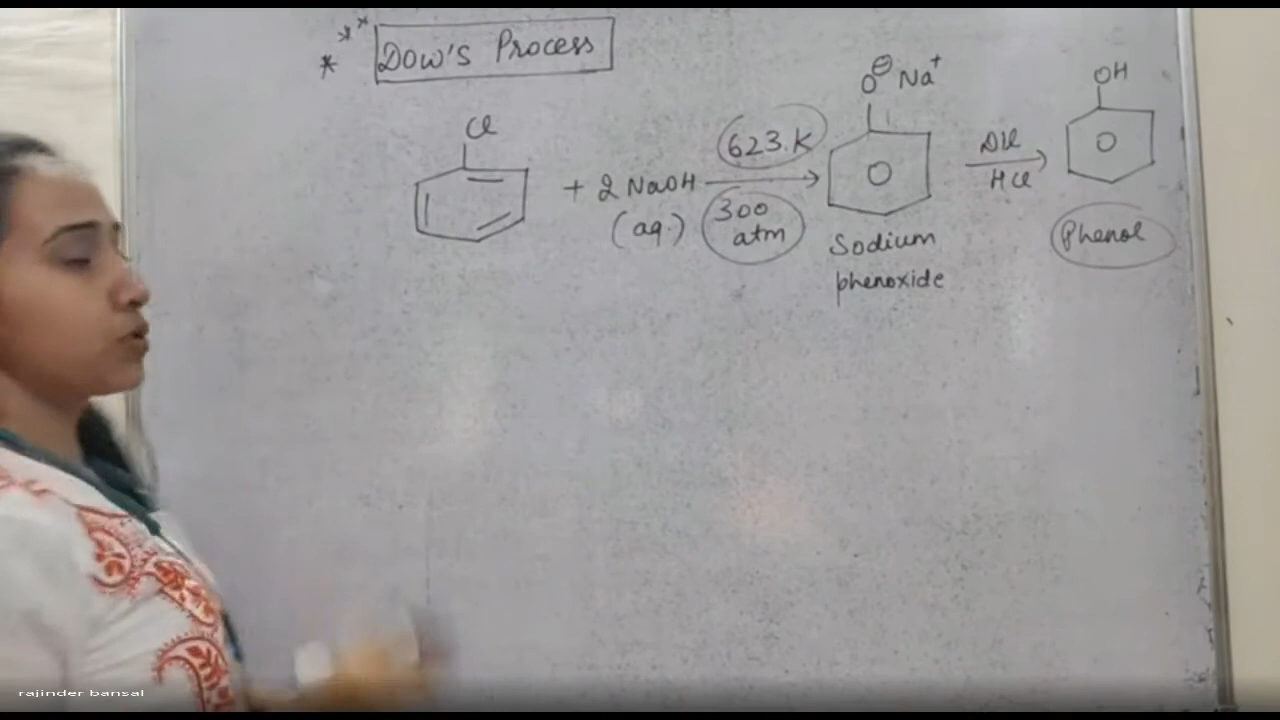 * * *
Dow's Process
Cl
+ 2 NaOH
(aq.)
623.K
300
atm
O⊖ Na+
Sodium
phenoxide
Dil
HCl
OH
Phenol
rajinder bansal